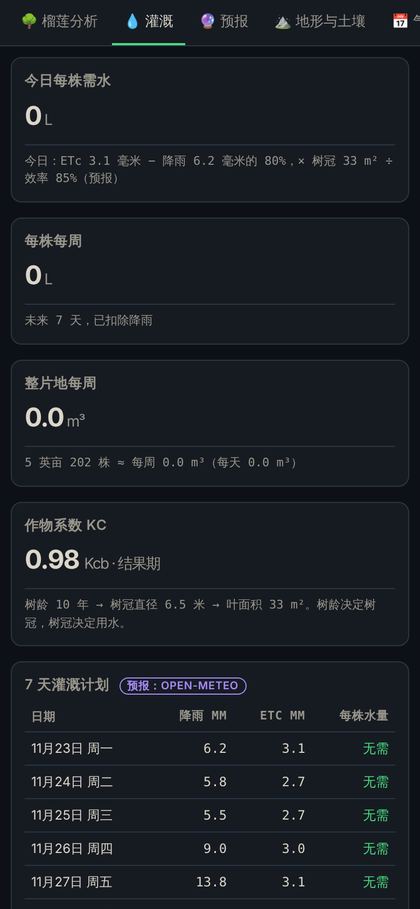 🌳 榴莲分析 💧 灌溉 🔮 预报 ⛰️ 地形与土壤 📅
今日每株需水
0 L
今日：ETc 3.1 毫米 − 降雨 6.2 毫米的 80%，× 树冠 33 m² ÷
效率 85%（预报）
每株每周
0 L
未来 7 天，已扣除降雨
整片地每周
0.0 m³
5 英亩 202 株 ≈ 每周 0.0 m³（每天 0.0 m³）
作物系数 KC
0.98 Kcb · 结果期
树龄 10 年 → 树冠直径 6.5 米 → 叶面积 33 m²。树龄决定树
冠，树冠决定用水。
7 天灌溉计划 预报：OPEN-METEO
日期 降雨 MM ETC MM 每株水量
11月23日 周一 6.2 3.1 无需
11月24日 周二 5.8 2.7 无需
11月25日 周三 5.5 2.7 无需
11月26日 周四 9.0 3.0 无需
11月27日 周五 13.8 3.1 无需